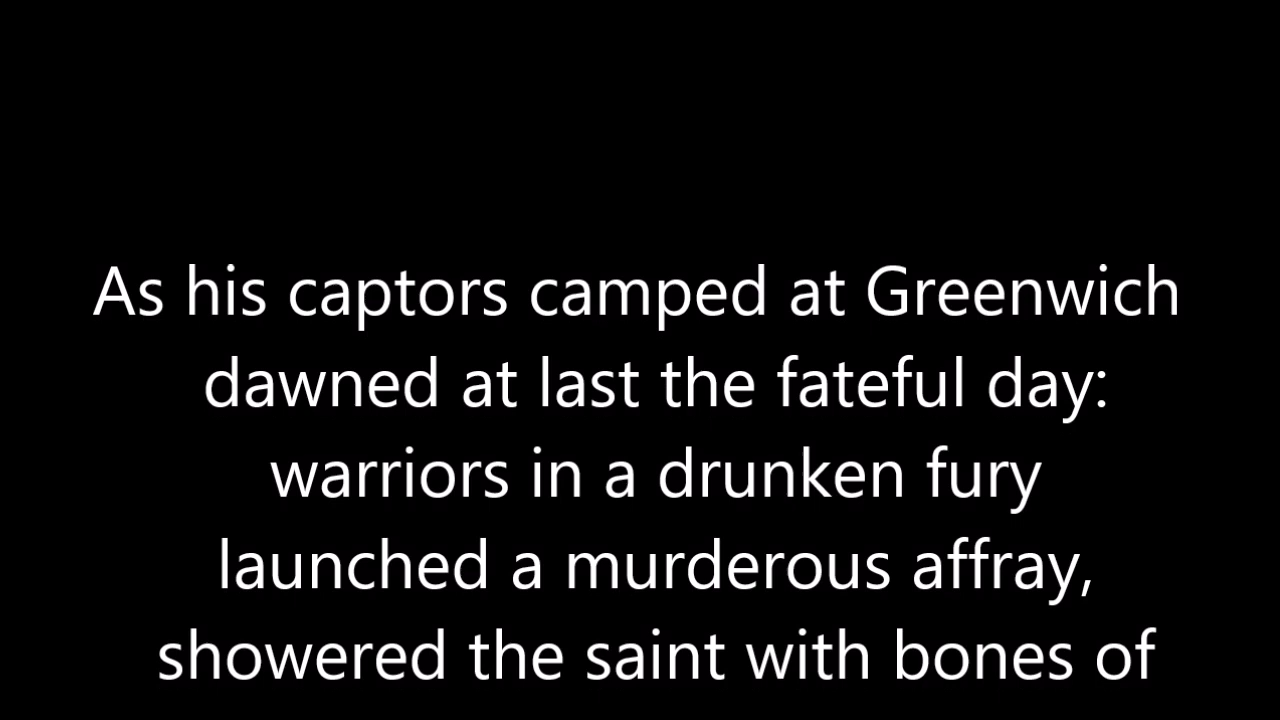 As his captors camped at Greenwich
dawned at last the fateful day:
warriors in a drunken fury
launched a murderous affray,
showered the saint with bones of